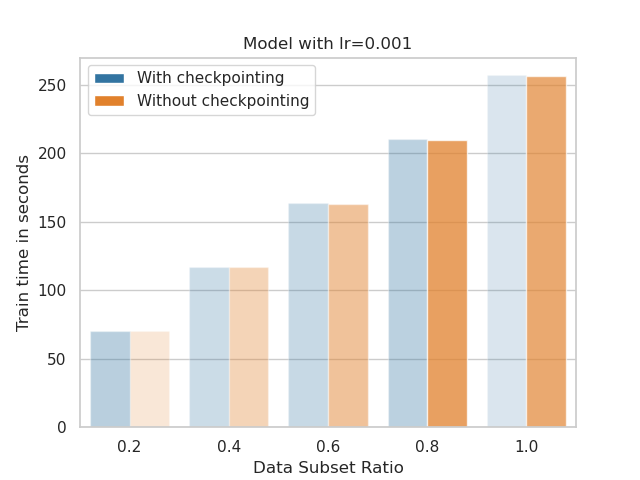 Model with lr=0.001
With checkpointing
Without checkpointing
Train time in seconds
250
200
150
100
50
0
0.2 0.4 0.6 0.8 1.0
Data Subset Ratio